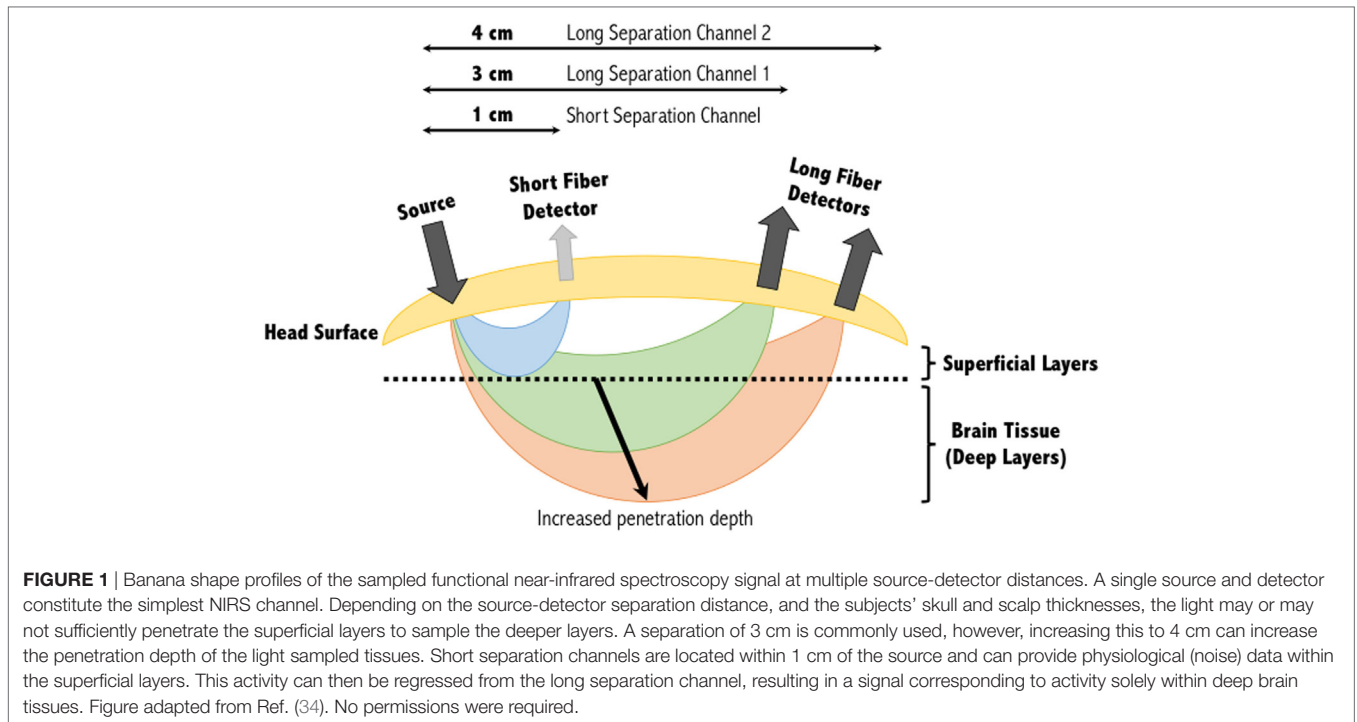 4 cm Long Separation Channel 2
3 cm Long Separation Channel 1
1 cm Short Separation Channel
Source
Short Fiber
Detector
Long Fiber
Detectors
Head Surface
Superficial Layers
Brain Tissue
(Deep Layers)
Increased penetration depth
FIGURE 1 | Banana shape profiles of the sampled functional near-infrared spectroscopy signal at multiple source-detector distances. A single source and detector
constitute the simplest NIRS channel. Depending on the source-detector separation distance, and the subjects' skull and scalp thicknesses, the light may or may
not sufficiently penetrate the superficial layers to sample the deeper layers. A separation of 3 cm is commonly used, however, increasing this to 4 cm can increase
the penetration depth of the light sampled tissues. Short separation channels are located within 1 cm of the source and can provide physiological (noise) data within
the superficial layers. This activity can then be regressed from the long separation channel, resulting in a signal corresponding to activity solely within deep brain
tissues. Figure adapted from Ref. (34). No permissions were required.